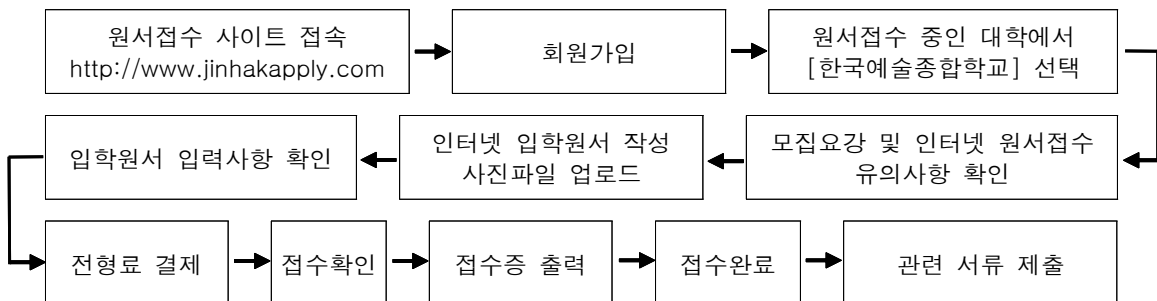 원서접수 사이트 접속
http://www.jinhakapply.com
회원가입
원서접수 중인 대학에서
[한국예술종합학교] 선택
모집요강 및 인터넷 원서접수
유의사항 확인
인터넷 입학원서 작성
사진파일 업로드
입학원서 입력사항 확인
전형료 결제
접수확인
접수증 출력
접수완료
관련 서류 제출